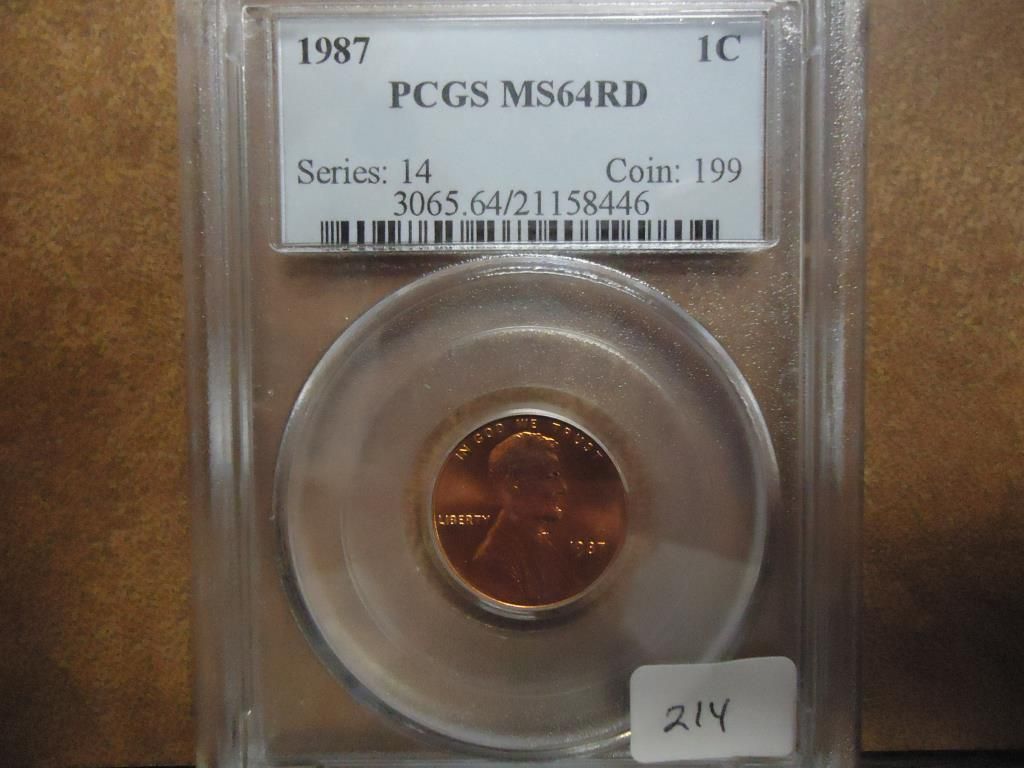 1987 1C
PCGS MS64RD
Series: 14 Coin: 199
3065.64/21158446
IN GOD WE TRUST
LIBERTY
1987
214